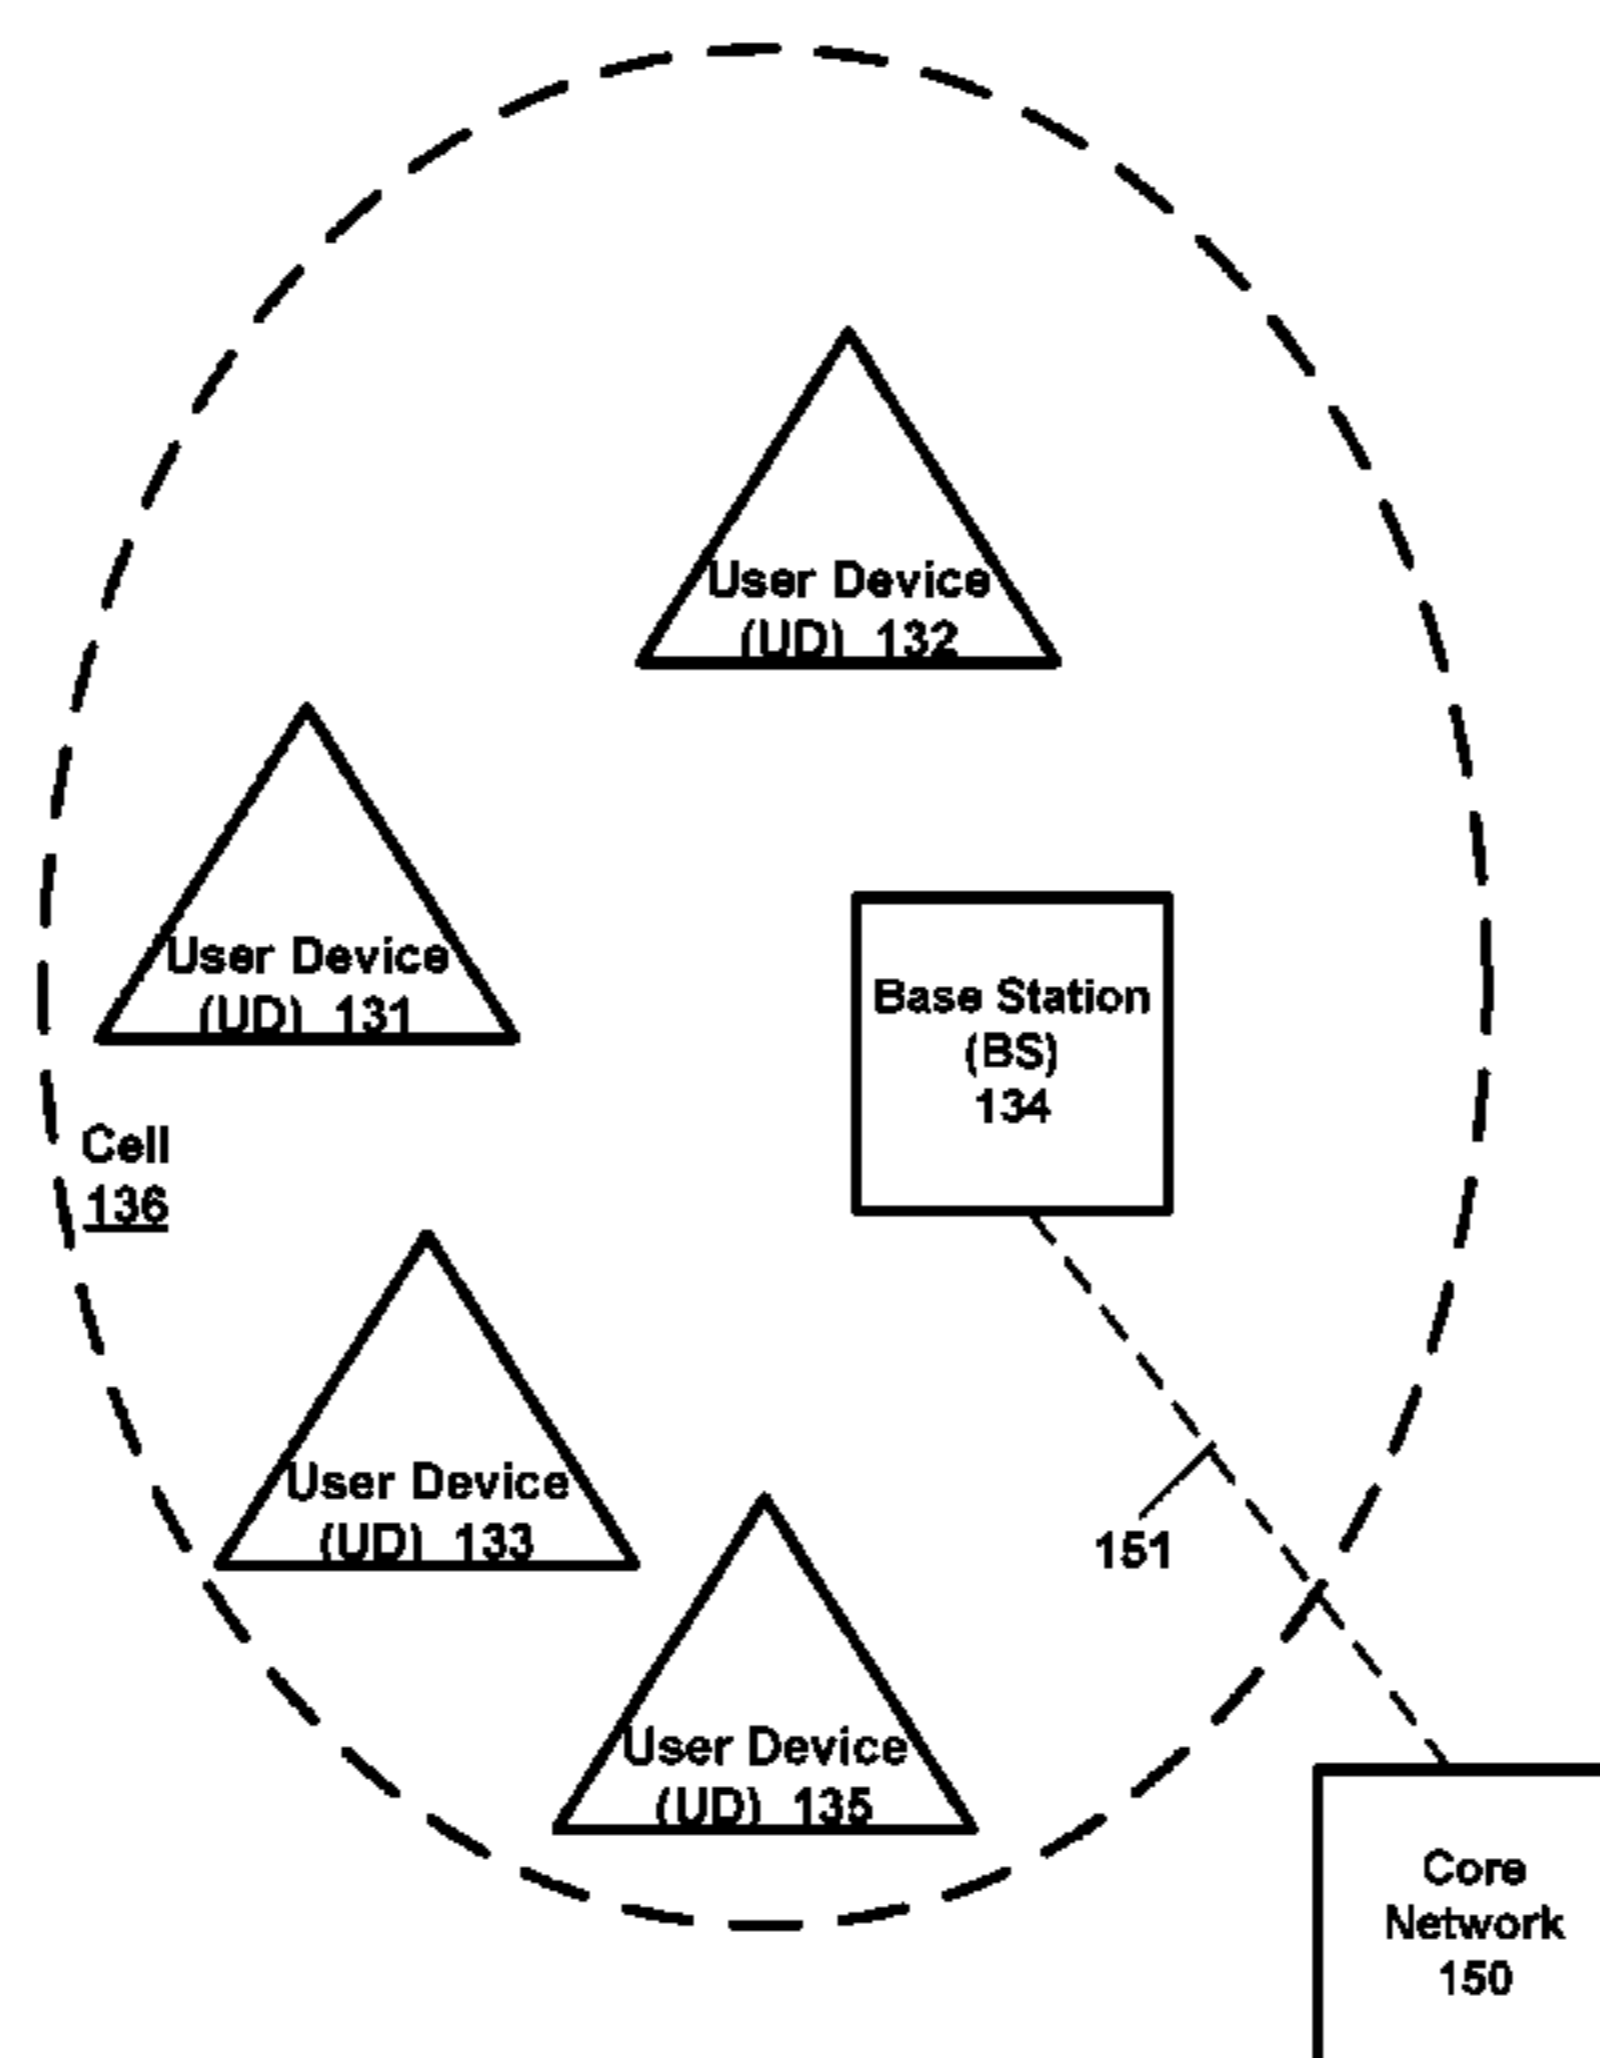 User Device
(UD) 132
User Device
(UD) 131
Base Station
(BS)
134
Cell
136
User Device
(UD) 133
151
User Device
(UD) 135
Core
Network
150